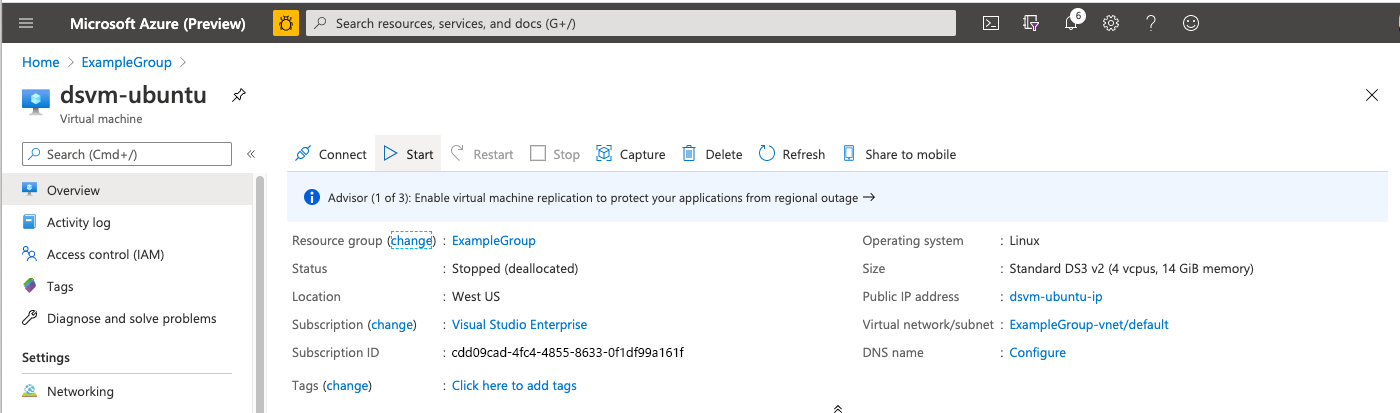 Microsoft Azure (Preview) Search resources, services, and docs (G+/) 6
Home > ExampleGroup >
dsvm-ubuntu
Virtual machine
Search (Cmd+/) « Connect Start Restart Stop Capture Delete Refresh Share to mobile
Overview
Advisor (1 of 3): Enable virtual machine replication to protect your applications from regional outage →
Activity log
Access control (IAM)
Tags
Diagnose and solve problems
Settings
Networking
Resource group (change) : ExampleGroup
Status : Stopped (deallocated)
Location : West US
Subscription (change) : Visual Studio Enterprise
Subscription ID : cdd09cad-4fc4-4855-8633-0f1df99a161f
Tags (change) : Click here to add tags
Operating system : Linux
Size : Standard DS3 v2 (4 vcpus, 14 GiB memory)
Public IP address : dsvm-ubuntu-ip
Virtual network/subnet : ExampleGroup-vnet/default
DNS name : Configure